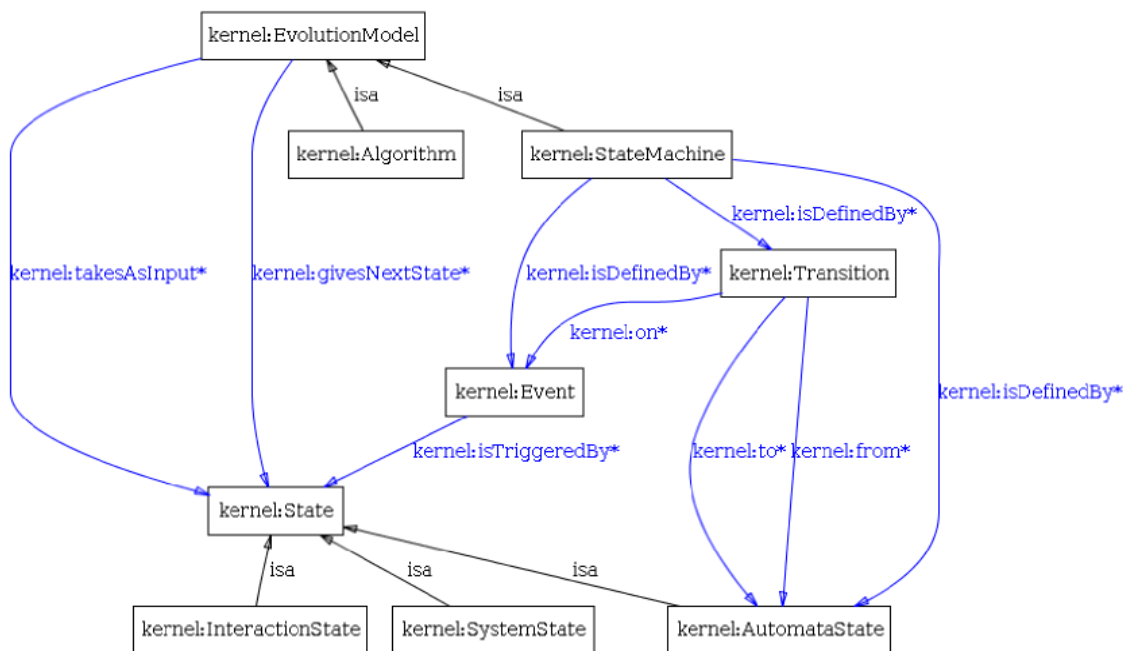 kernel:EvolutionModel
isa
isa
kernel:Algorithm
kernel:StateMachine
kernel:isDefinedBy*
kernel:takesAsInput*
kernel:givesNextState*
kernel:isDefinedBy*
kernel:Transition
kernel:on*
kernel:Event
kernel:isDefinedBy*
kernel:isTriggeredBy*
kernel:to*
kernel:from*
kernel:State
isa
isa
isa
kernel:InteractionState
kernel:SystemState
kernel:AutomataState